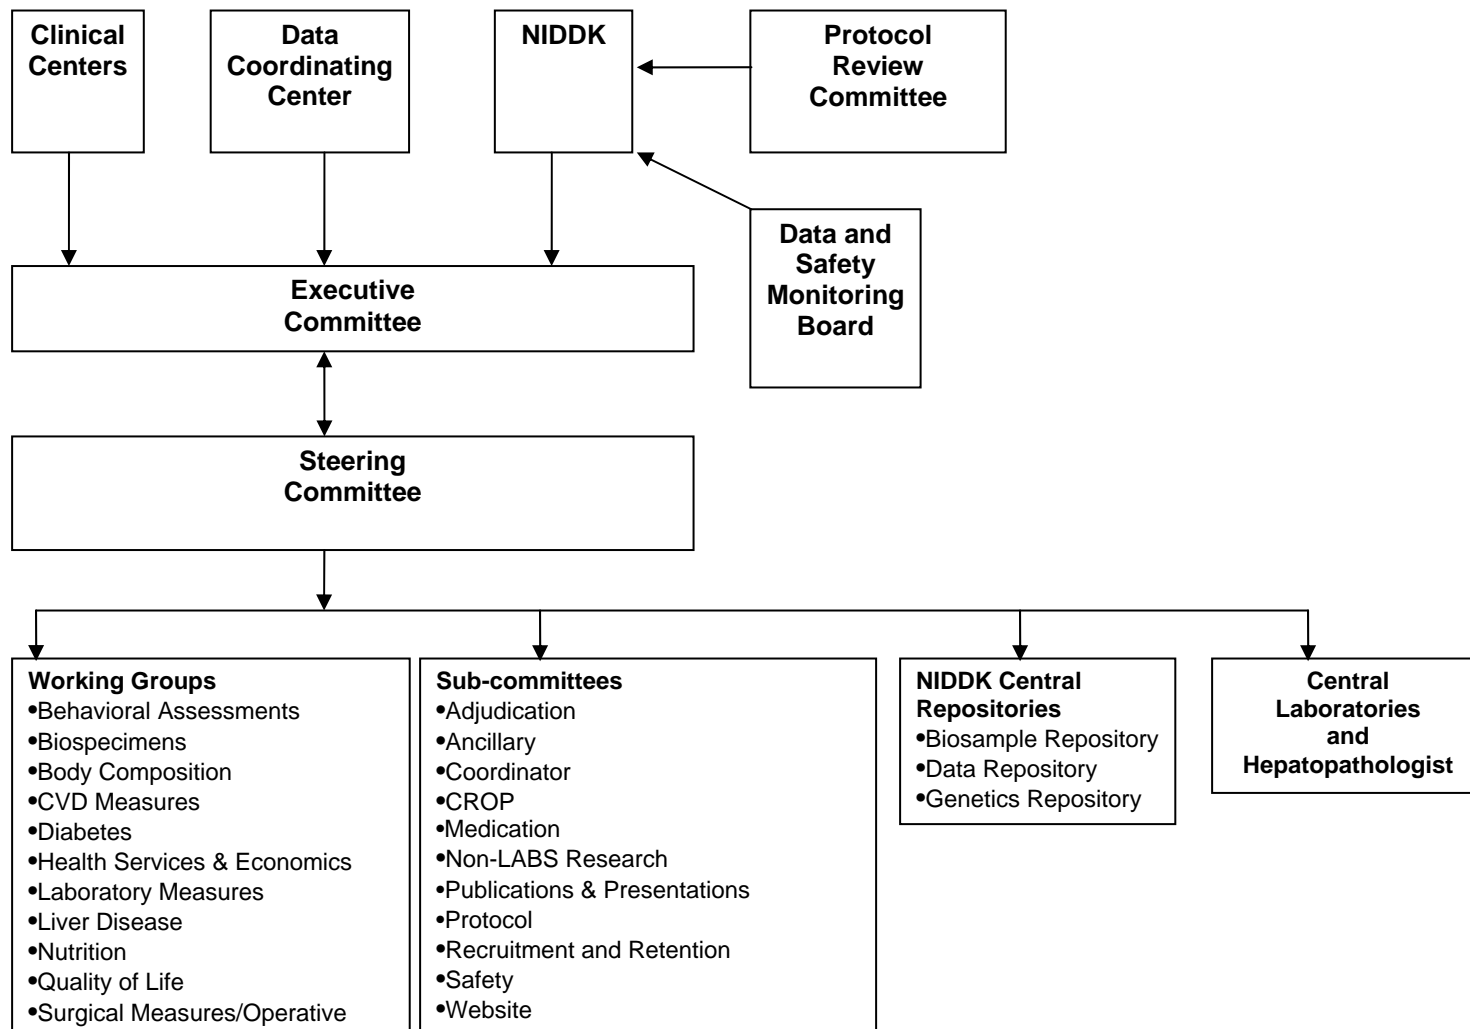 Clinical
Centers
Data
Coordinating
Center
NIDDK
Protocol
Review
Committee
Data and
Safety
Monitoring
Board
Executive
Committee
Steering
Committee
Working Groups
•Behavioral Assessments
•Biospecimens
•Body Composition
•CVD Measures
•Diabetes
•Health Services & Economics
•Laboratory Measures
•Liver Disease
•Nutrition
•Quality of Life
•Surgical Measures/Operative
Sub-committees
•Adjudication
•Ancillary
•Coordinator
•CROP
•Medication
•Non-LABS Research
•Publications & Presentations
•Protocol
•Recruitment and Retention
•Safety
•Website
NIDDK Central
Repositories
•Biosample Repository
•Data Repository
•Genetics Repository
Central
Laboratories
and
Hepatopathologist